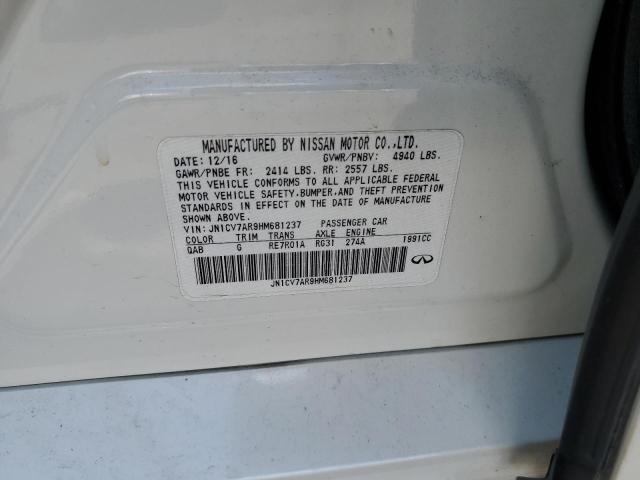 MANUFACTURED BY NISSAN MOTOR CO.,LTD.
DATE: 12/16 GVWR/PNBV: 4940 LBS.
GAWR/PNBE FR: 2414 LBS. RR: 2557 LBS.
THIS VEHICLE CONFORMS TO ALL APPLICABLE FEDERAL
MOTOR VEHICLE SAFETY, BUMPER, AND THEFT PREVENTION
STANDARDS IN EFFECT ON THE DATE OF MANUFACTURE
SHOWN ABOVE.
VIN: JN1CV7AR9HM681237 PASSENGER CAR
COLOR TRIM TRANS AXLE ENGINE
QAB G RE7R01A RG31 274A 1991CC
JN1CV7AR9HM681237